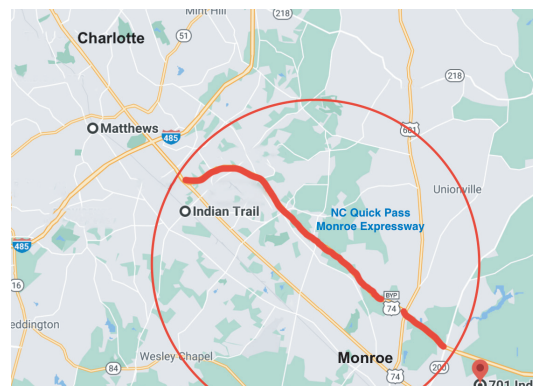 Mint Hill
Charlotte
51
218
218
Matthews
485
601
Unionville
Indian Trail
NC Quick Pass
Monroe Expressway
485
16
BYP
74
eddington
Wesley Chapel
Monroe
84
74
200
701 Ind